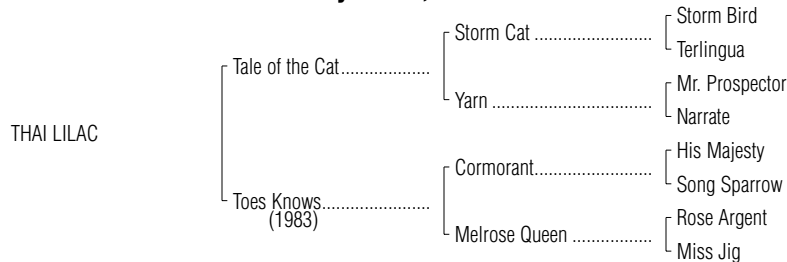 Storm Bird
Storm Cat ........................
Terlingua
Tale of the Cat....................
Mr. Prospector
Yarn .................................
Narrate
THAI LILAC
His Majesty
Cormorant........................
Song Sparrow
Toes Knows.......................
(1983)
Rose Argent
Melrose Queen ................
Miss Jig